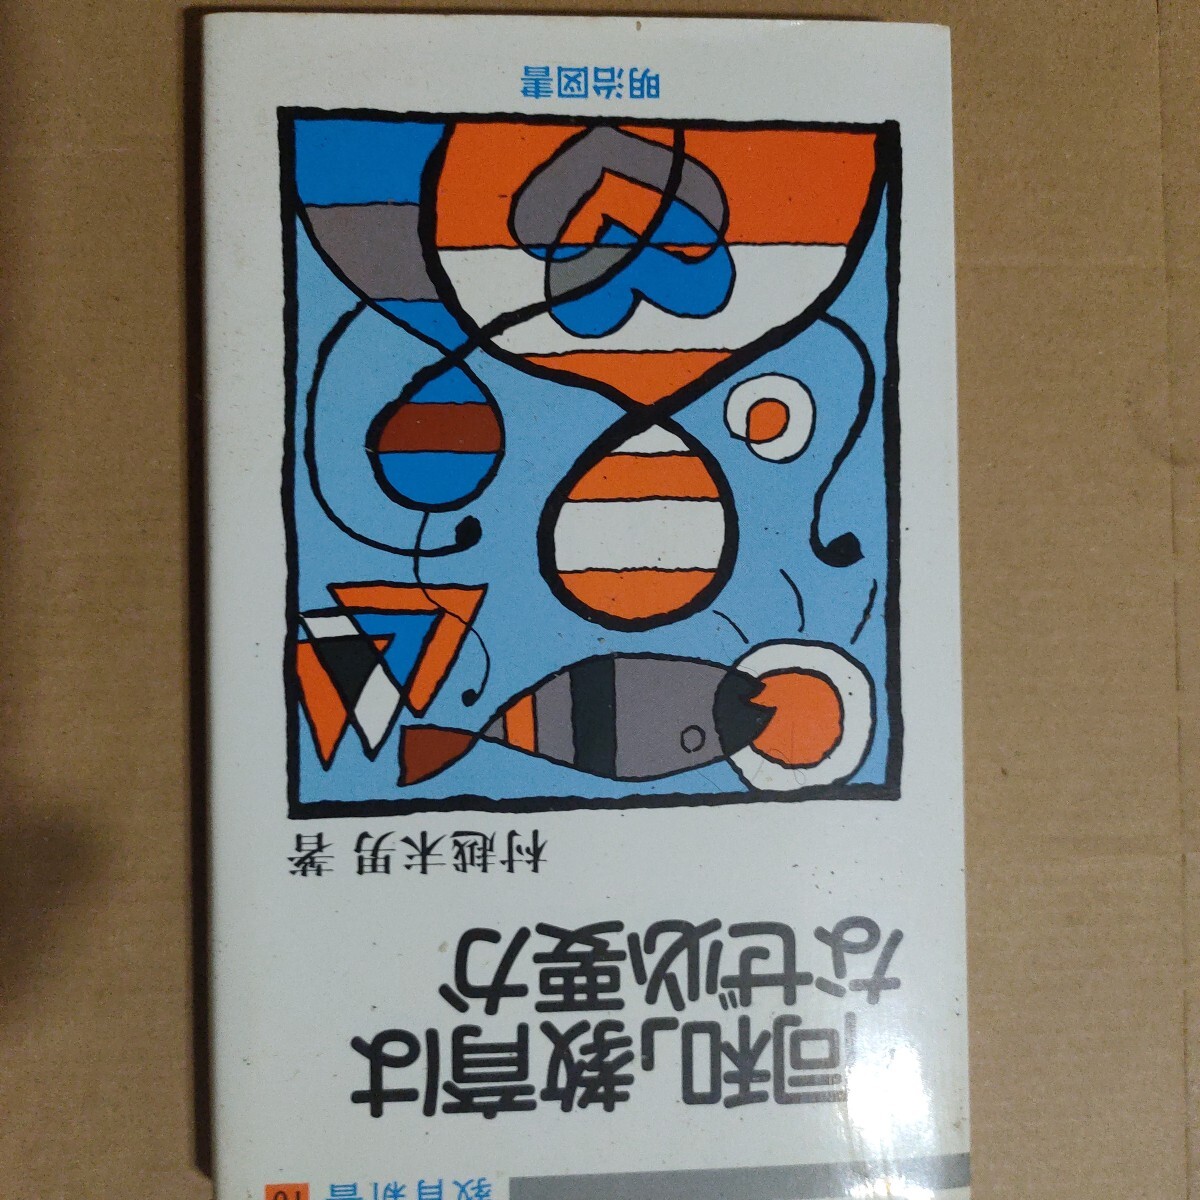 教育新書 10
同和」教育は
なぜ必要か
村越末男 著
明治図書